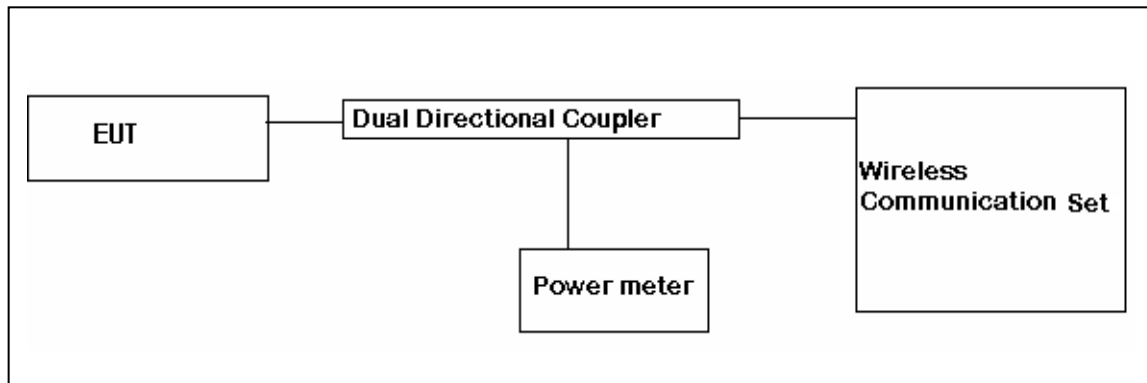 EUT
Dual Directional Coupler
Wireless
Communication Set
Power meter